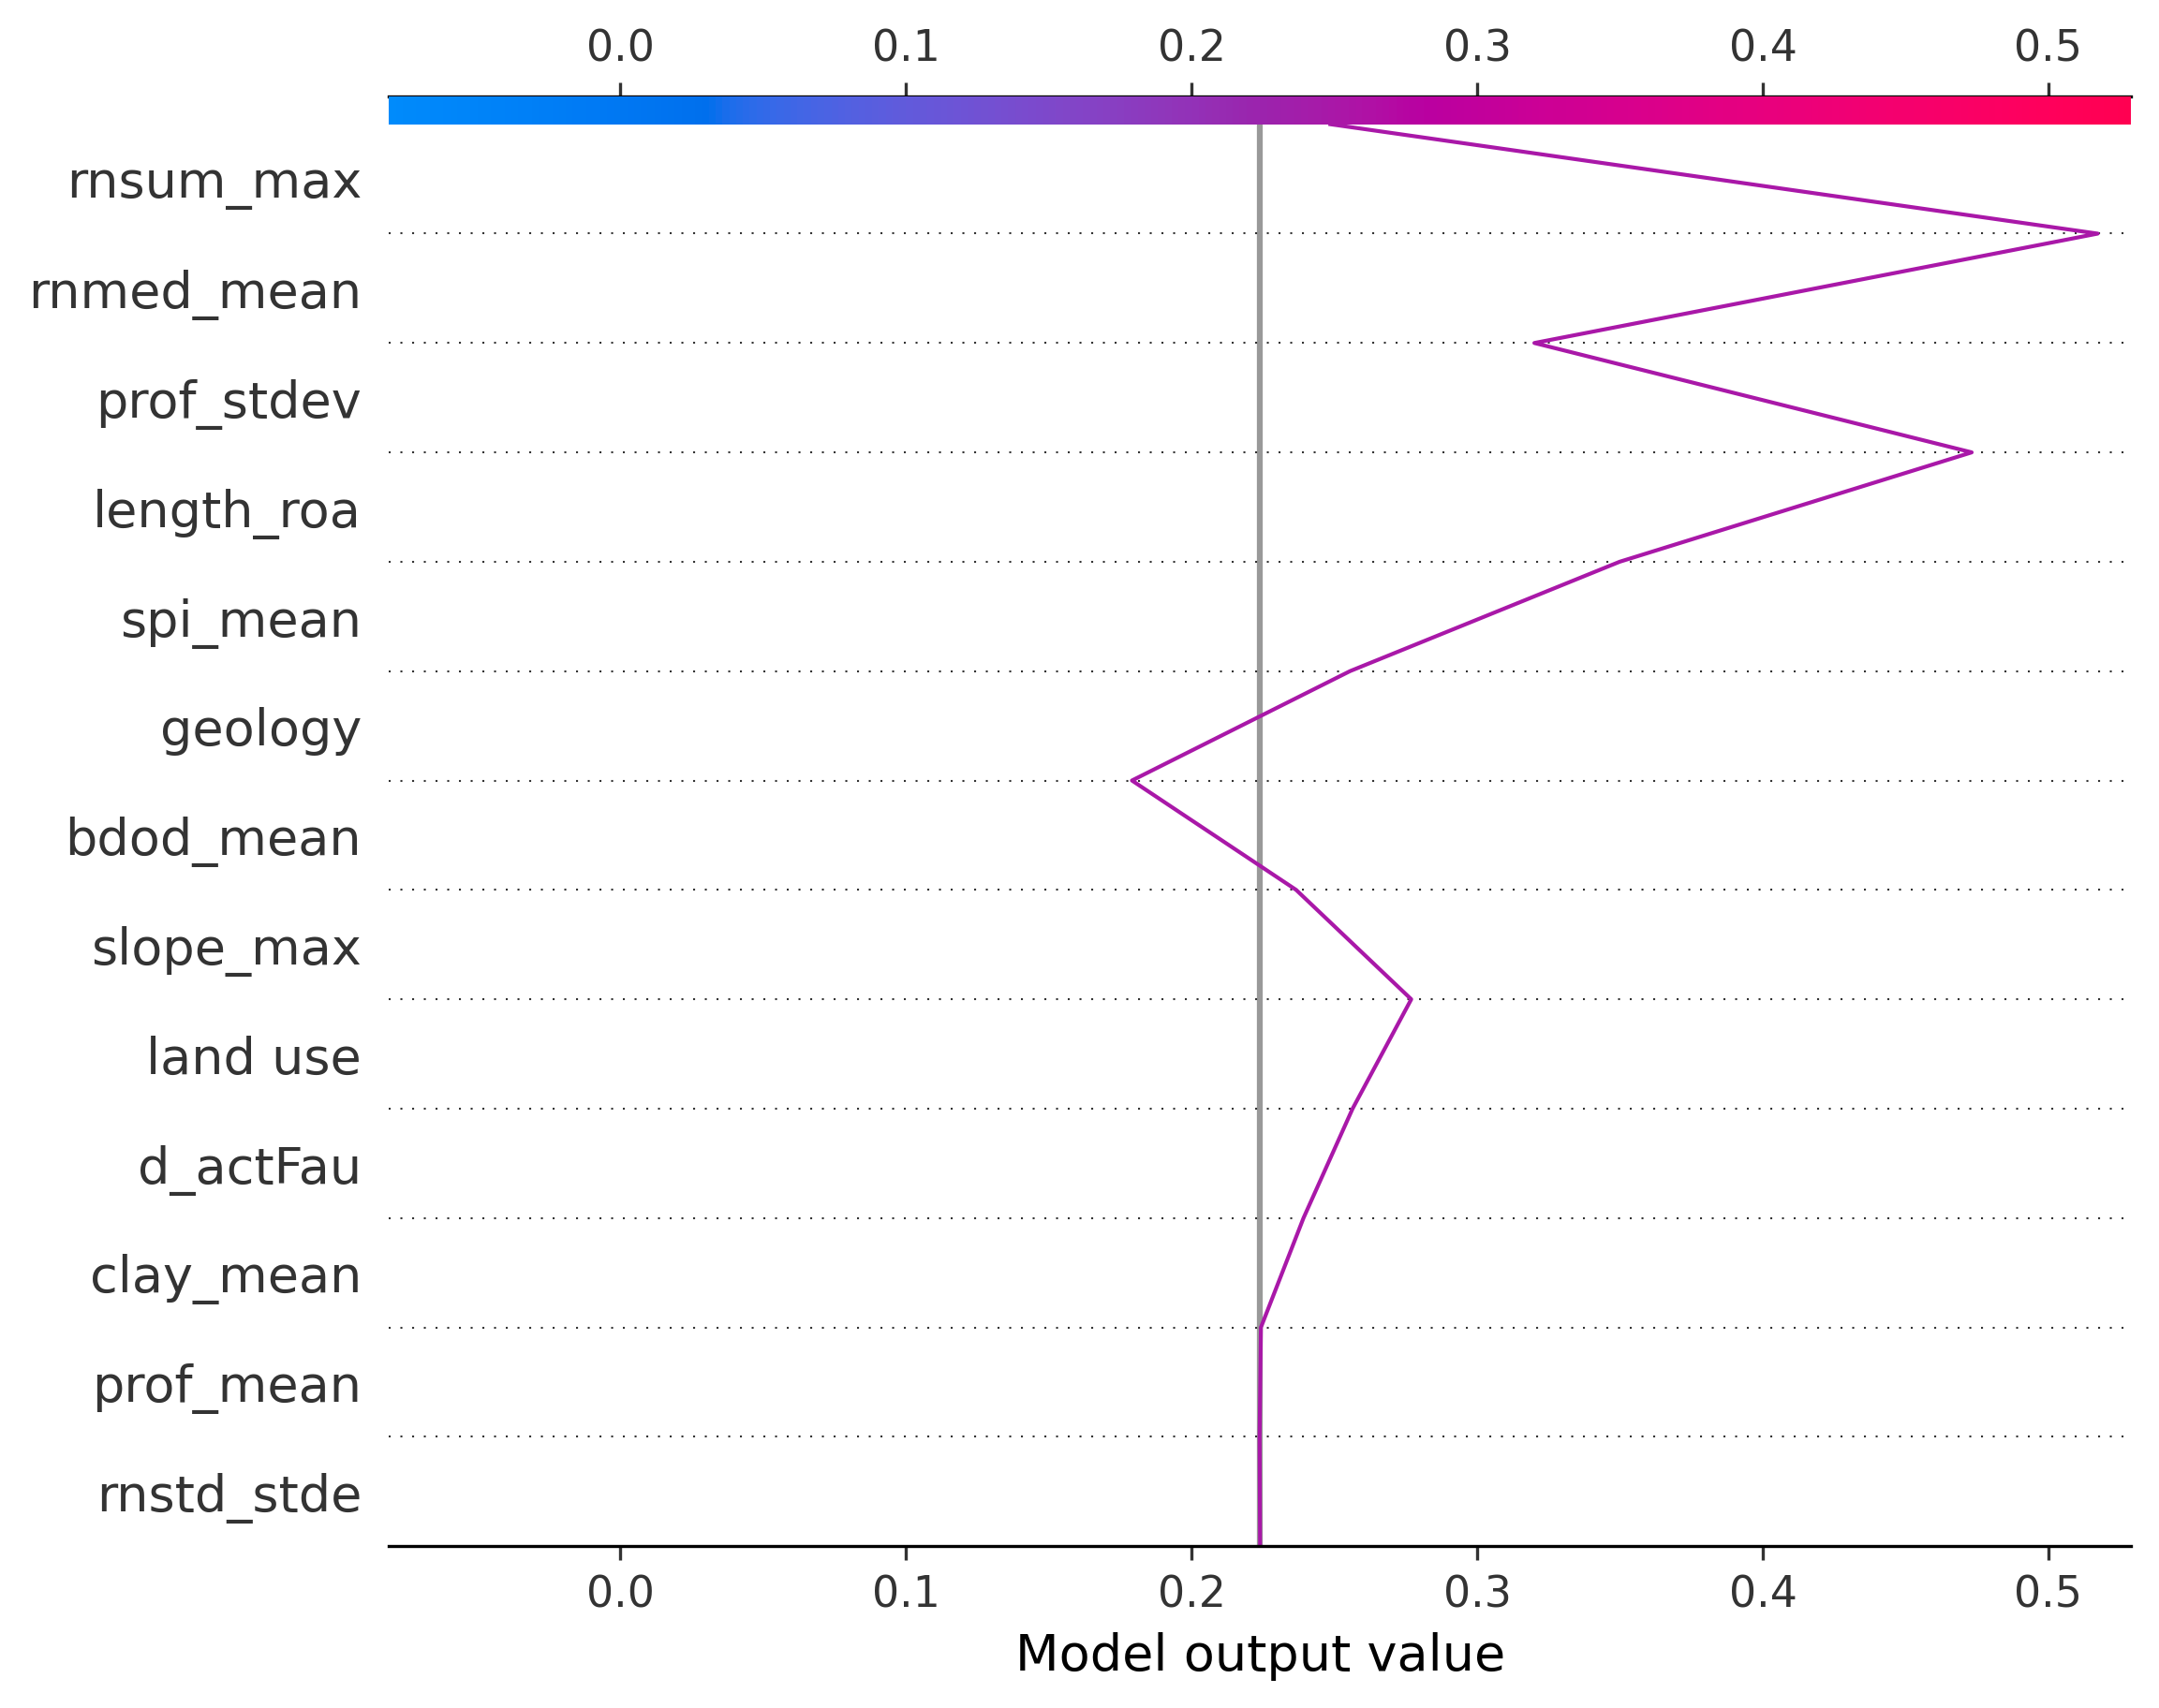 0.0 0.1 0.2 0.3 0.4 0.5
rnsum_max
rnmed_mean
prof_stdev
length_roa
spi_mean
geology
bdod_mean
slope_max
land use
d_actFau
clay_mean
prof_mean
rnstd_stde
0.0 0.1 0.2 0.3 0.4 0.5
Model output value